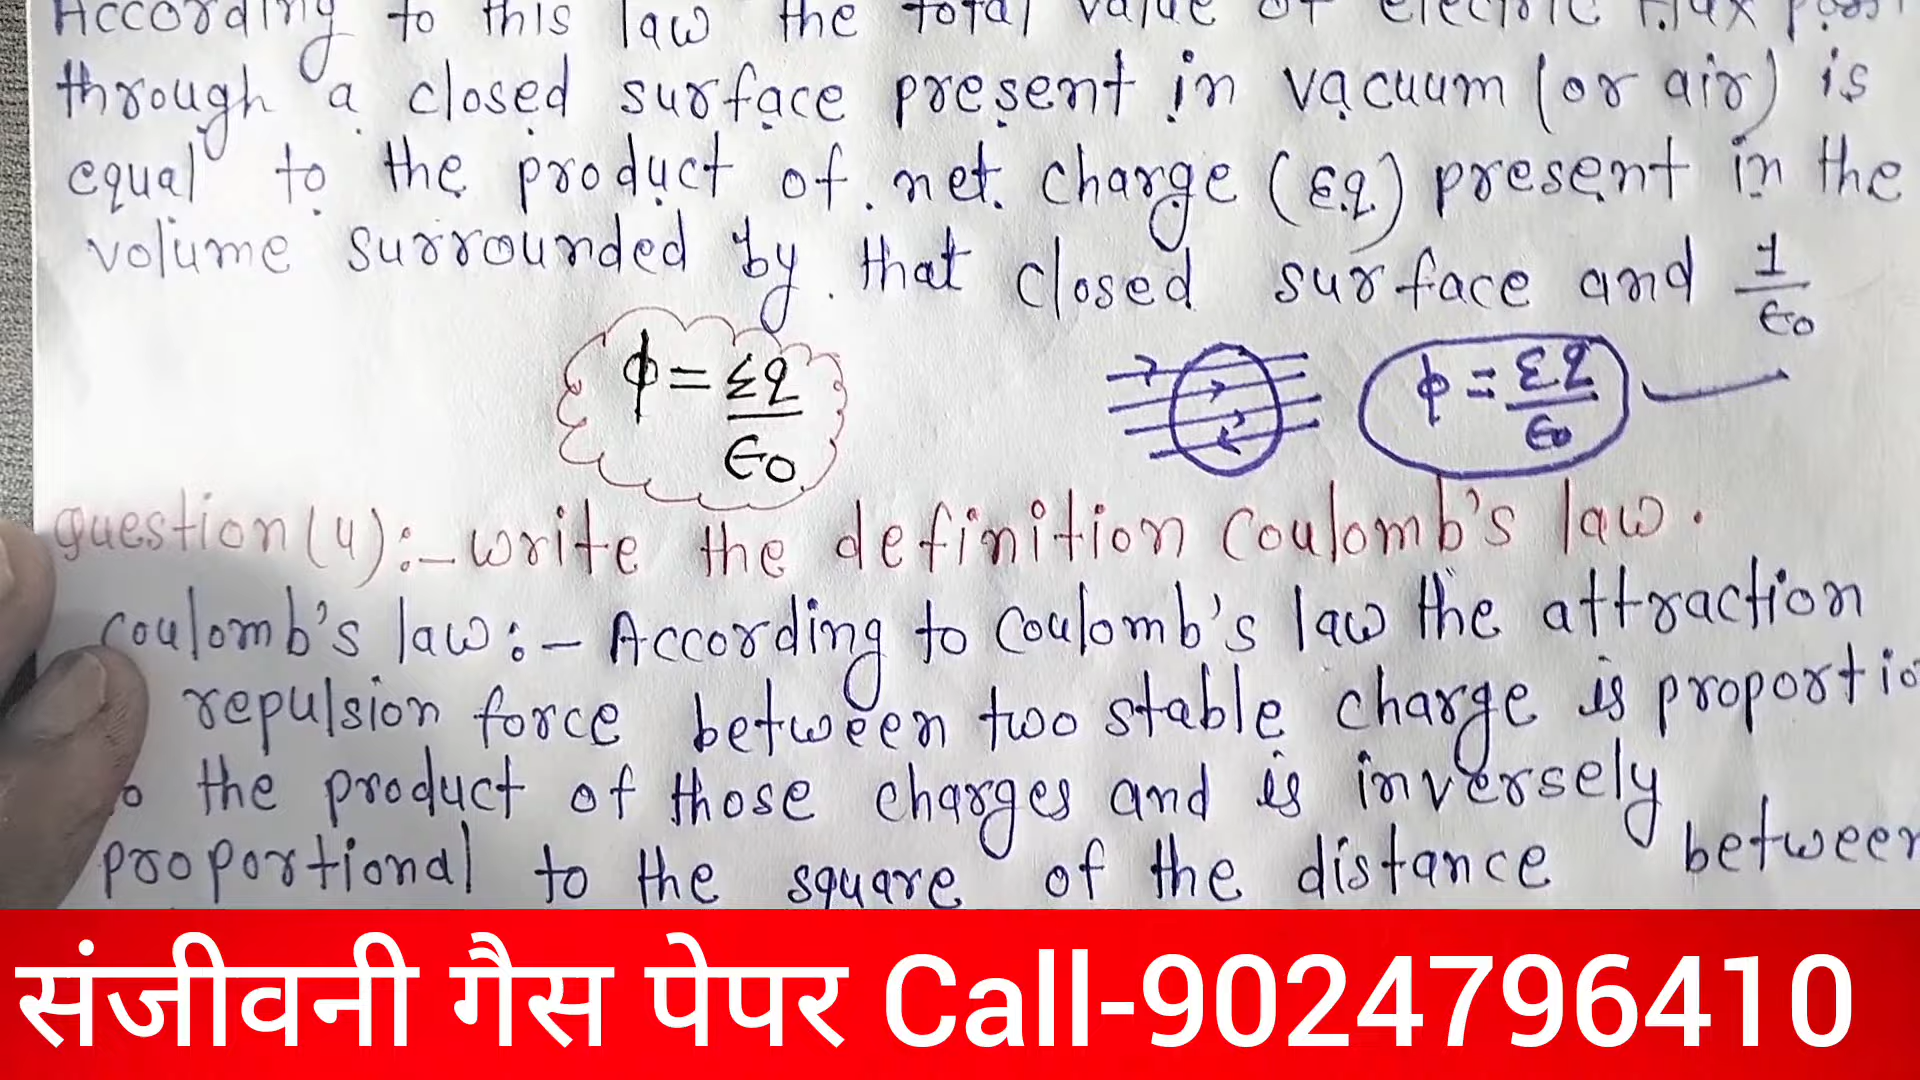 According to this law the total value of electric flux
through a closed surface present in vacuum (or air) is
equal to the product of net charge (Σq) present in the
volume surrounded by that closed surface and 1/ϵ0
ϕ = Σq/ϵ0
ϕ = Σq/ϵ0
question(4):- write the definition coulomb's law.
coulomb's law:- According to coulomb's law the attraction
repulsion force between two stable charge is proportio
o the product of those charges and is inversely
proportional to the square of the distance between
संजीवनी गैस पेपर Call-9024796410